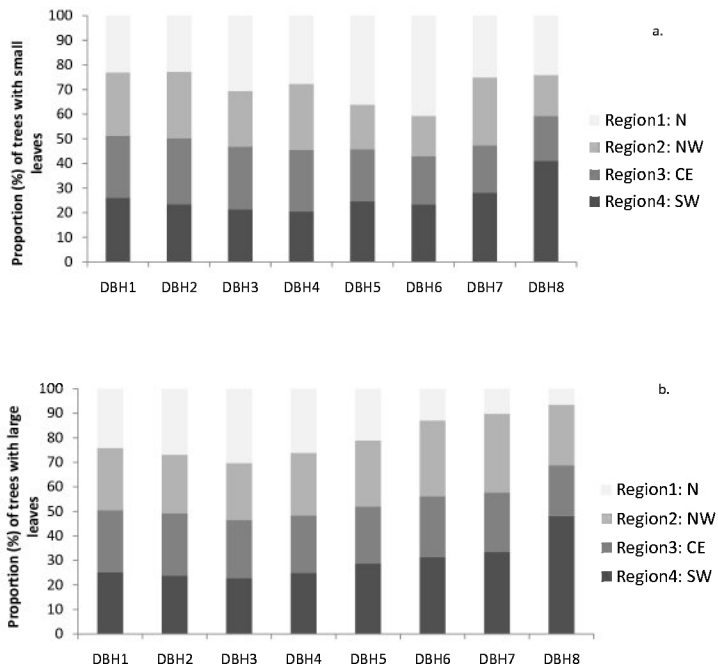 a.
Proportion (%) of trees with small
leaves
100
90
80
70
60
50
40
30
20
10
0
DBH1 DBH2 DBH3 DBH4 DBH5 DBH6 DBH7 DBH8
Region1: N
Region2: NW
Region3: CE
Region4: SW
b.
Proportion (%) of trees with large
leaves
100
90
80
70
60
50
40
30
20
10
0
DBH1 DBH2 DBH3 DBH4 DBH5 DBH6 DBH7 DBH8
Region1: N
Region2: NW
Region3: CE
Region4: SW